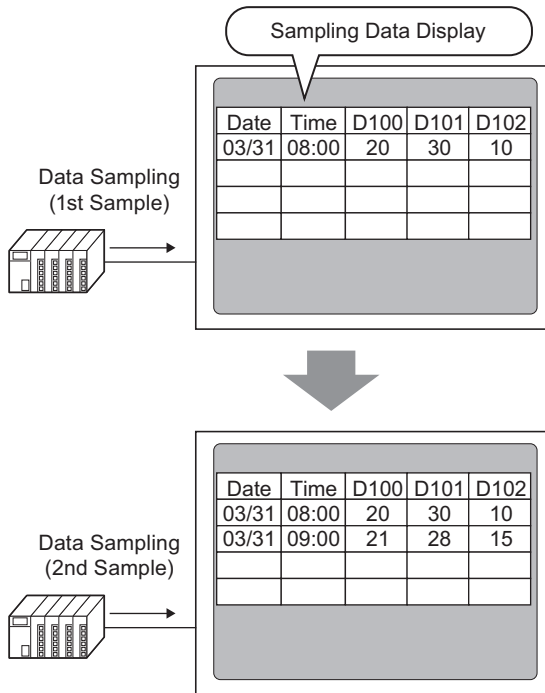 Sampling Data Display
Date Time D100 D101 D102
03/31 08:00 20 30 10
Data Sampling
(1st Sample)
Date Time D100 D101 D102
03/31 08:00 20 30 10
03/31 09:00 21 28 15
Data Sampling
(2nd Sample)